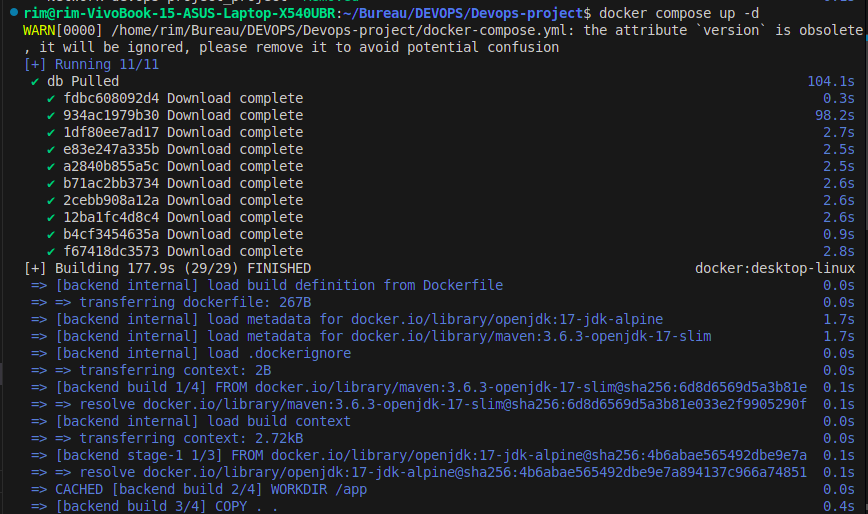 rim@rim-VivoBook-15-ASUS-Laptop-X540UBR:~/Bureau/DEVOPS/Devops-project$ docker compose up -d
WARN[0000] /home/rim/Bureau/DEVOPS/Devops-project/docker-compose.yml: the attribute `version` is obsolete
, it will be ignored, please remove it to avoid potential confusion
[+] Running 11/11
✔ db Pulled 104.1s
✔ fdbc608092d4 Download complete 0.3s
✔ 934ac1979b30 Download complete 98.2s
✔ 1df80ee7ad17 Download complete 2.7s
✔ e83e247a335b Download complete 2.5s
✔ a2840b855a5c Download complete 2.5s
✔ b71ac2bb3734 Download complete 2.6s
✔ 2cebb908a12a Download complete 2.6s
✔ 12ba1fc4d8c4 Download complete 2.6s
✔ b4cf3454635a Download complete 0.9s
✔ f67418dc3573 Download complete 2.8s
[+] Building 177.9s (29/29) FINISHED docker:desktop-linux
=> [backend internal] load build definition from Dockerfile 0.0s
=> => transferring dockerfile: 267B 0.0s
=> [backend internal] load metadata for docker.io/library/openjdk:17-jdk-alpine 1.7s
=> [backend internal] load metadata for docker.io/library/maven:3.6.3-openjdk-17-slim 1.7s
=> [backend internal] load .dockerignore 0.0s
=> => transferring context: 2B 0.0s
=> [backend build 1/4] FROM docker.io/library/maven:3.6.3-openjdk-17-slim@sha256:6d8d6569d5a3b81e 0.1s
=> => resolve docker.io/library/maven:3.6.3-openjdk-17-slim@sha256:6d8d6569d5a3b81e033e2f9905290f 0.1s
=> [backend internal] load build context 0.0s
=> => transferring context: 2.72kB 0.0s
=> [backend stage-1 1/3] FROM docker.io/library/openjdk:17-jdk-alpine@sha256:4b6abae565492dbe9e7a 0.1s
=> => resolve docker.io/library/openjdk:17-jdk-alpine@sha256:4b6abae565492dbe9e7a894137c966a74851 0.1s
=> CACHED [backend build 2/4] WORKDIR /app 0.0s
=> [backend build 3/4] COPY . . 0.4s